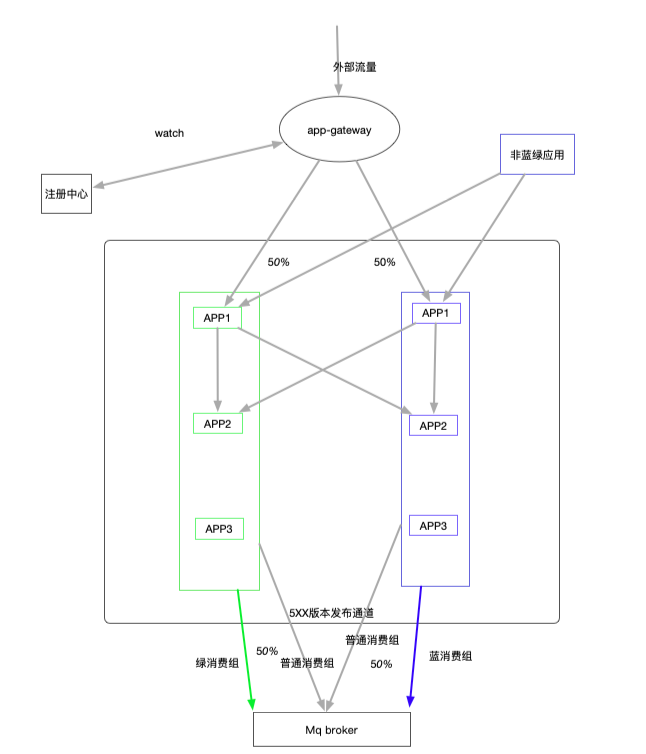 外部流量
app-gateway
watch
非蓝绿应用
注册中心
50%
50%
APP1
APP1
APP2
APP2
APP3
APP3
5XX版本发布通道
普通消费组
50%
绿消费组
普通消费组
50%
蓝消费组
Mq broker